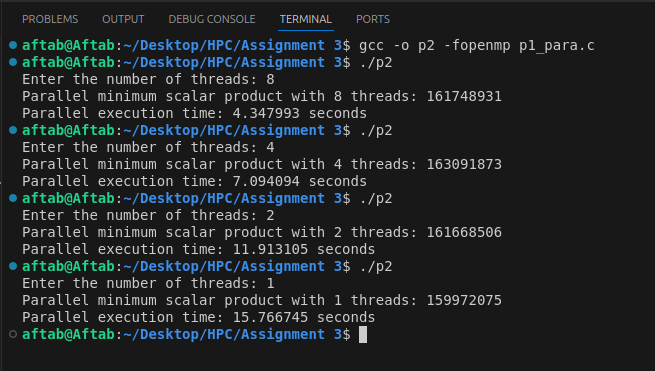 PROBLEMS OUTPUT DEBUG CONSOLE TERMINAL PORTS
aftab@Aftab:~/Desktop/HPC/Assignment 3$ gcc -o p2 -fopenmp p1_para.c
aftab@Aftab:~/Desktop/HPC/Assignment 3$ ./p2
Enter the number of threads: 8
Parallel minimum scalar product with 8 threads: 161748931
Parallel execution time: 4.347993 seconds
aftab@Aftab:~/Desktop/HPC/Assignment 3$ ./p2
Enter the number of threads: 4
Parallel minimum scalar product with 4 threads: 163091873
Parallel execution time: 7.094094 seconds
aftab@Aftab:~/Desktop/HPC/Assignment 3$ ./p2
Enter the number of threads: 2
Parallel minimum scalar product with 2 threads: 161668506
Parallel execution time: 11.913105 seconds
aftab@Aftab:~/Desktop/HPC/Assignment 3$ ./p2
Enter the number of threads: 1
Parallel minimum scalar product with 1 threads: 159972075
Parallel execution time: 15.766745 seconds
aftab@Aftab:~/Desktop/HPC/Assignment 3$